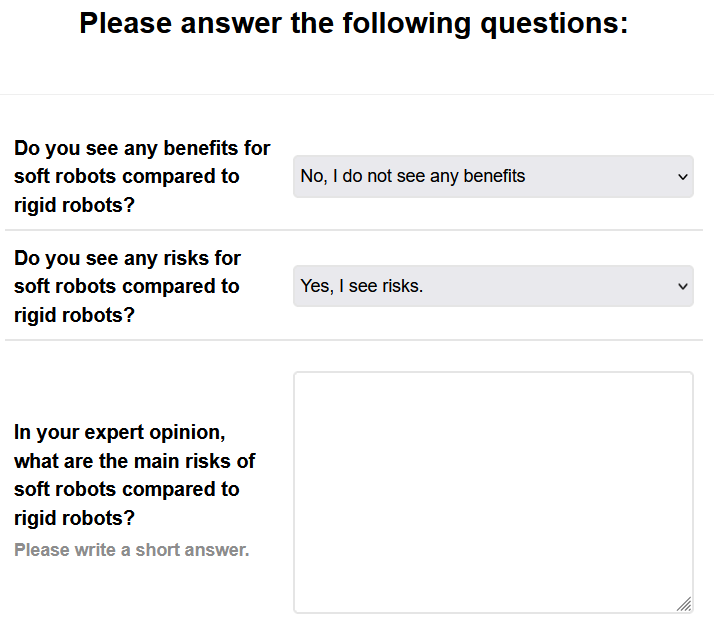 Please answer the following questions:
Do you see any benefits for
soft robots compared to
rigid robots?
No, I do not see any benefits
Do you see any risks for
soft robots compared to
rigid robots?
Yes, I see risks.
In your expert opinion,
what are the main risks of
soft robots compared to
rigid robots?
Please write a short answer.